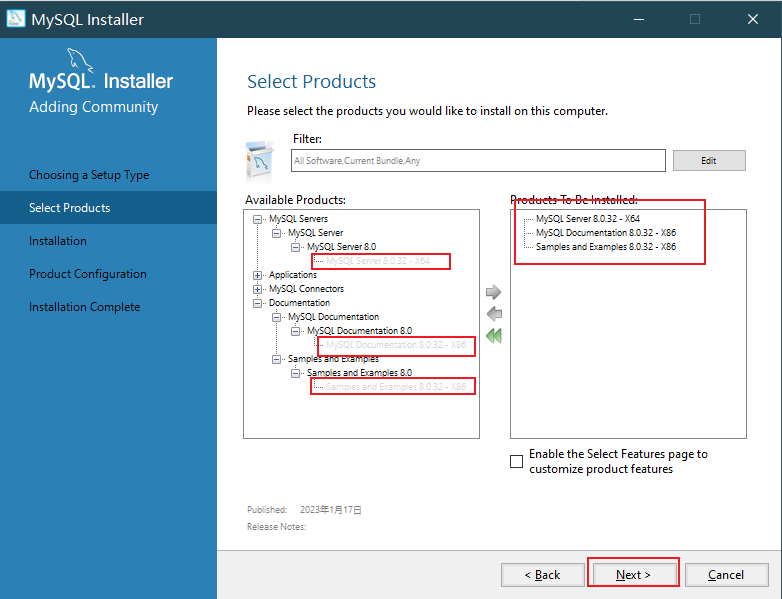 MySQL Installer
MySQL. Installer
Adding Community
Choosing a Setup Type
Select Products
Installation
Product Configuration
Installation Complete
Select Products
Please select the products you would like to install on this computer.
Filter:
All Software,Current Bundle,Any
Edit
Available Products:
MySQL Servers
MySQL Server
MySQL Server 8.0
MySQL Server 8.0.32 - X64
Applications
MySQL Connectors
Documentation
MySQL Documentation
MySQL Documentation 8.0
MySQL Documentation 8.0.32 - X86
Samples and Examples
Samples and Examples 8.0
Samples and Examples 8.0.32 - X86
Products To Be Installed:
MySQL Server 8.0.32 - X64
MySQL Documentation 8.0.32 - X86
Samples and Examples 8.0.32 - X86
Enable the Select Features page to
customize product features
Published: 2023年1月17日
Release Notes:
< Back
Next >
Cancel